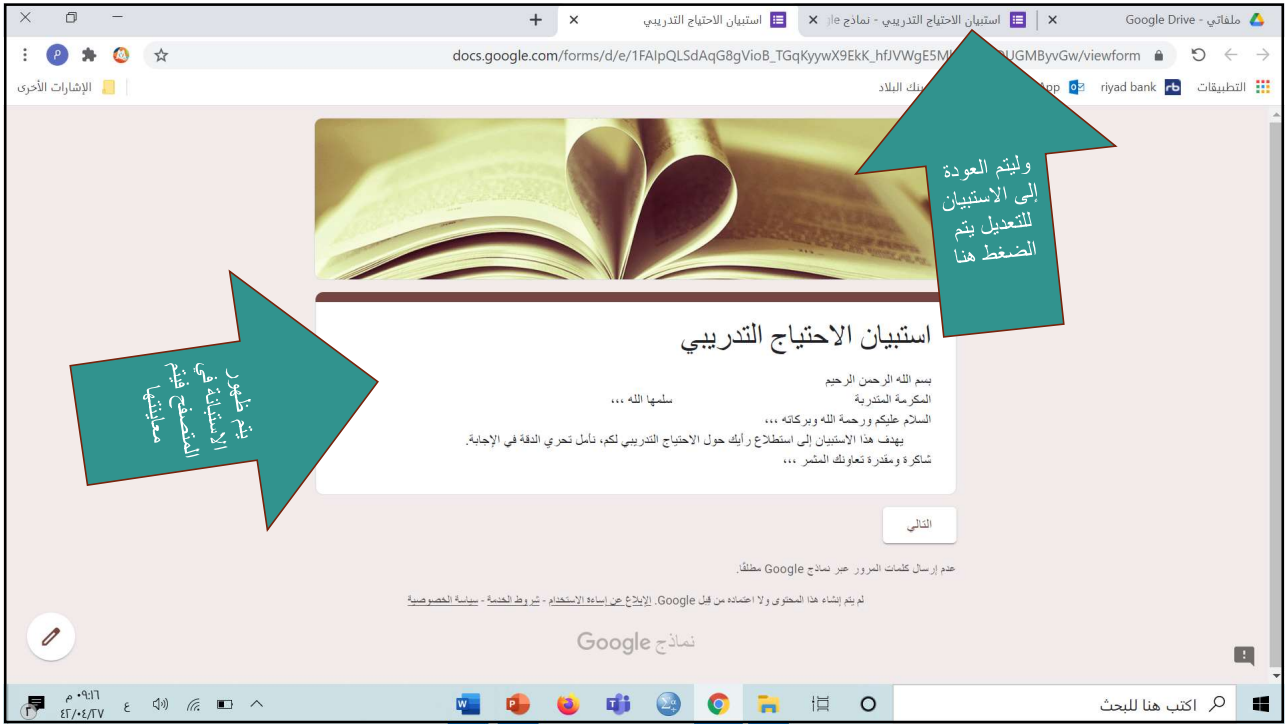 ملفاتي - Google Drive
استبيان الاحتياج التدريبي - نماذج
استبيان الاحتياج التدريبي
docs.google.com/forms/d/e/1FAIpQLSdAqG8gVioB_TGqKyywX9EkK_hfJVWgE5M
UGMByvGw/viewform
التطبيقات
riyad bank
بنك البلاد
الإشارات الأخرى
وليتم العودة
إلى الاستبيان
للتعديل يتم
الضغط هنا
يتم ظهور
الاستبانة في
المتصفح فيتم
معاينتها
استبيان الاحتياج التدريبي
بسم الله الرحمن الرحيم
المكرمة المتدربة سلمها الله ،،،
السلام عليكم ورحمة الله وبركاته ،،،
يهدف هذا الاستبيان إلى استطلاع رأيك حول الاحتياج التدريبي لكم، نأمل تحري الدقة في الإجابة.
شاكرة ومقدرة تعاونك المثمر ،،،
التالي
عدم إرسال كلمات المرور عبر نماذج Google مطلقًا.
لم يتم إنشاء هذا المحتوى ولا اعتماده من قبل Google. الإبلاغ عن إساءة الاستخدام - شروط الخدمة - سياسة الخصوصية
نماذج Google
اكتب هنا للبحث
ع
٠٩:١٦ م
٤٢/٠٤/٢٧